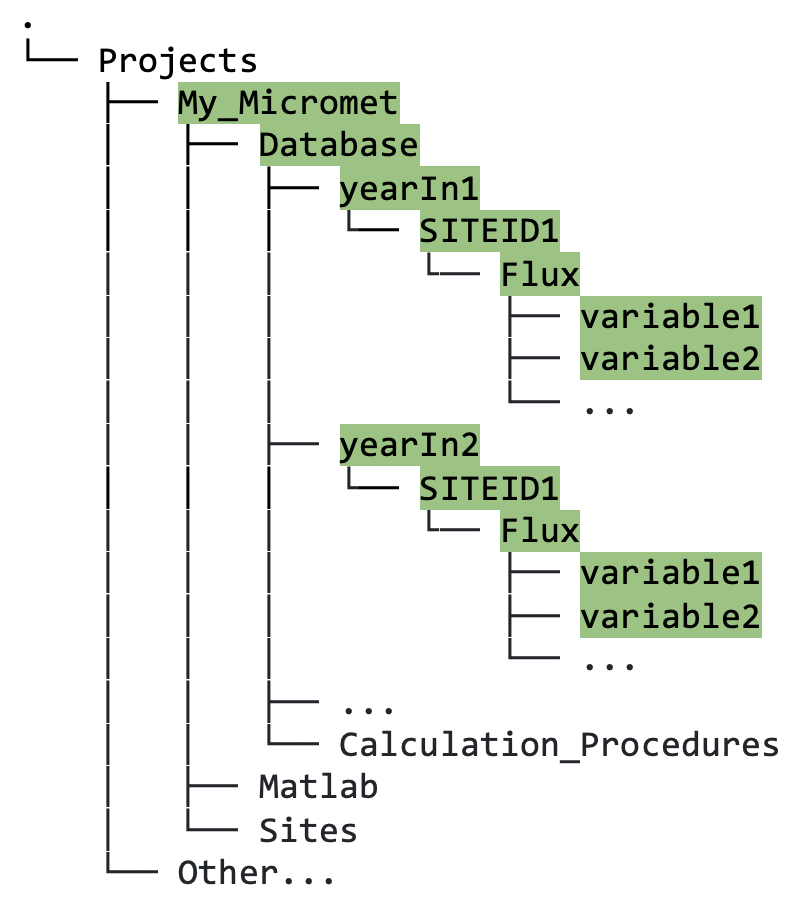 .
└── Projects
    ├── My_Micromet
    │   ├── Database
    │   │   ├── yearIn1
    │   │   │   └── SITEID1
    │   │   │       └── Flux
    │   │   │           ├── variable1
    │   │   │           ├── variable2
    │   │   │           └── ...
    │   │   ├── yearIn2
    │   │   │   └── SITEID1
    │   │   │       └── Flux
    │   │   │           ├── variable1
    │   │   │           ├── variable2
    │   │   │           └── ...
    │   │   ├── ...
    │   │   └── Calculation_Procedures
    │   ├── Matlab
    │   └── Sites
    └── Other...